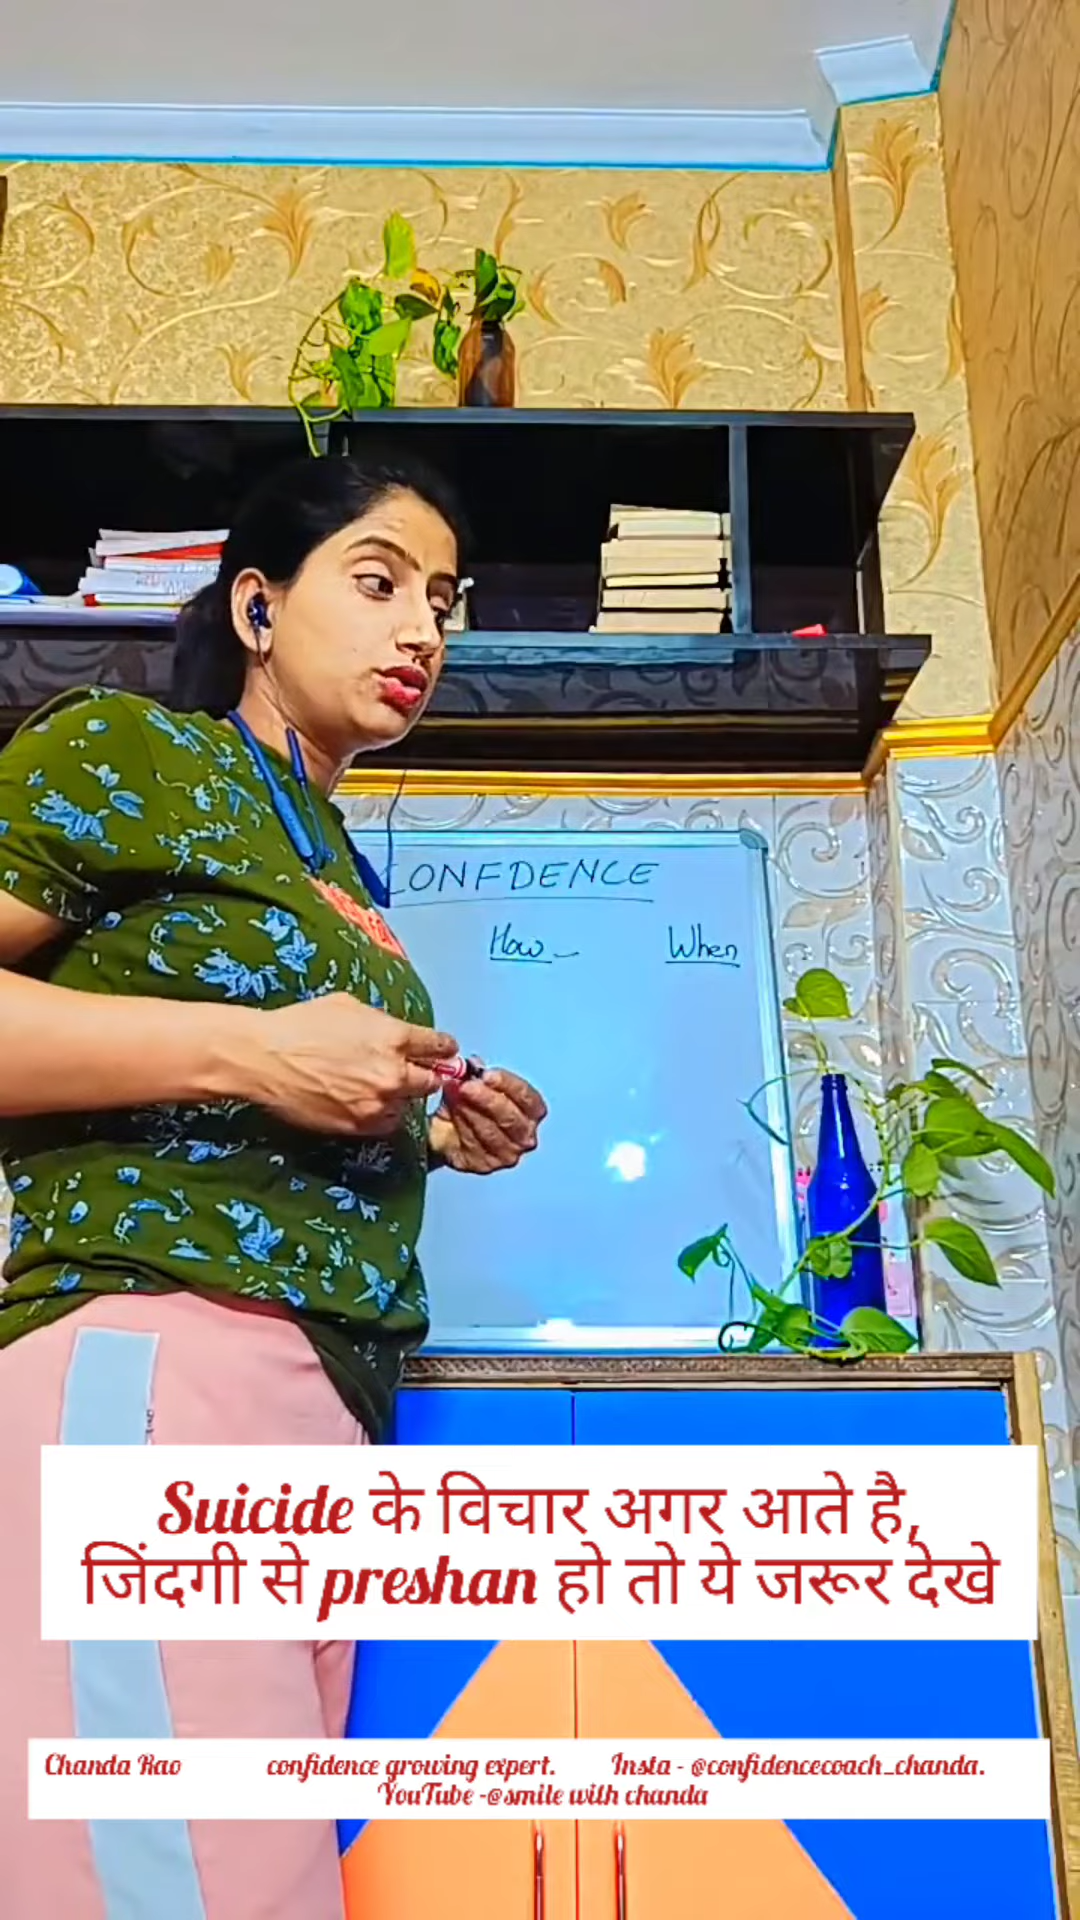 CONFDENCE
How - When
Suicide के विचार अगर आते है,
जिंदगी से preshan हो तो ये जरूर देखे
Chanda Rao confidence growing expert. Insta - @confidencecoach_chanda.
YouTube -@smile with chanda